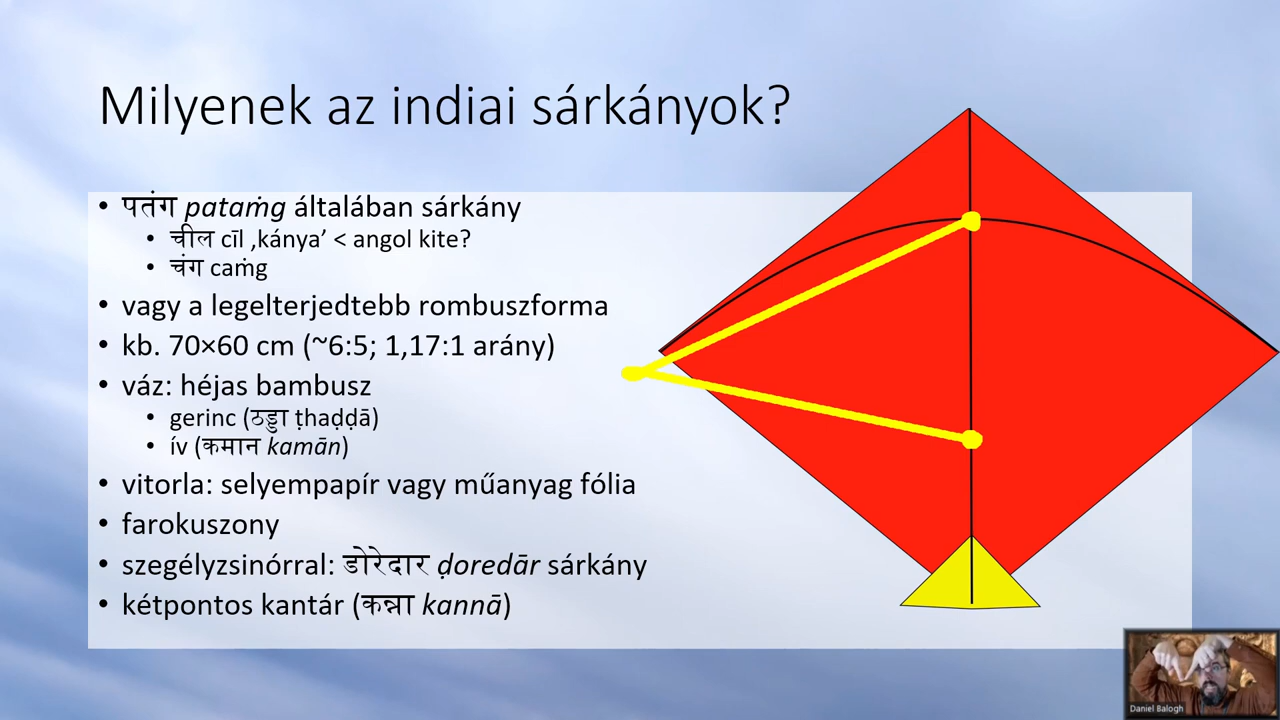 Milyenek az indiai sárkányok?
• पतंग pataṁg általában sárkány
• चील cīl ‚kánya’ < angol kite?
• चंग caṁg
• vagy a legelterjedtebb rombuszforma
• kb. 70×60 cm (~6:5; 1,17:1 arány)
• váz: héjas bambusz
• gerinc (ठड्डा ṭhaḍḍā)
• ív (कमान kamān)
• vitorla: selyempapír vagy műanyag fólia
• farokuszony
• szegélyzsinórral: डोरेदार ḍoredār sárkány
• kétpontos kantár (कन्ना kannā)
Daniel Balogh